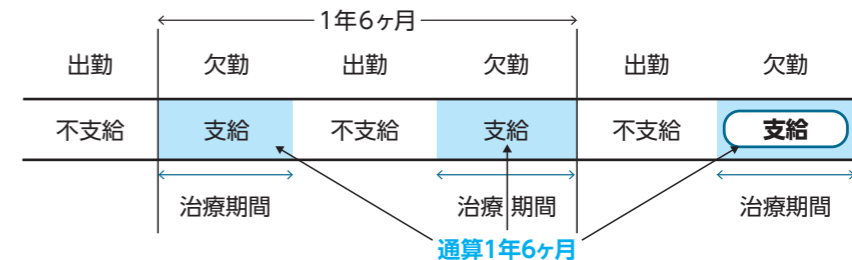 1年6ヶ月
出勤 欠勤 出勤 欠勤 出勤 欠勤
不支給 支給 不支給 支給 不支給 支給
治療期間 治療期間 治療期間
通算1年6ヶ月